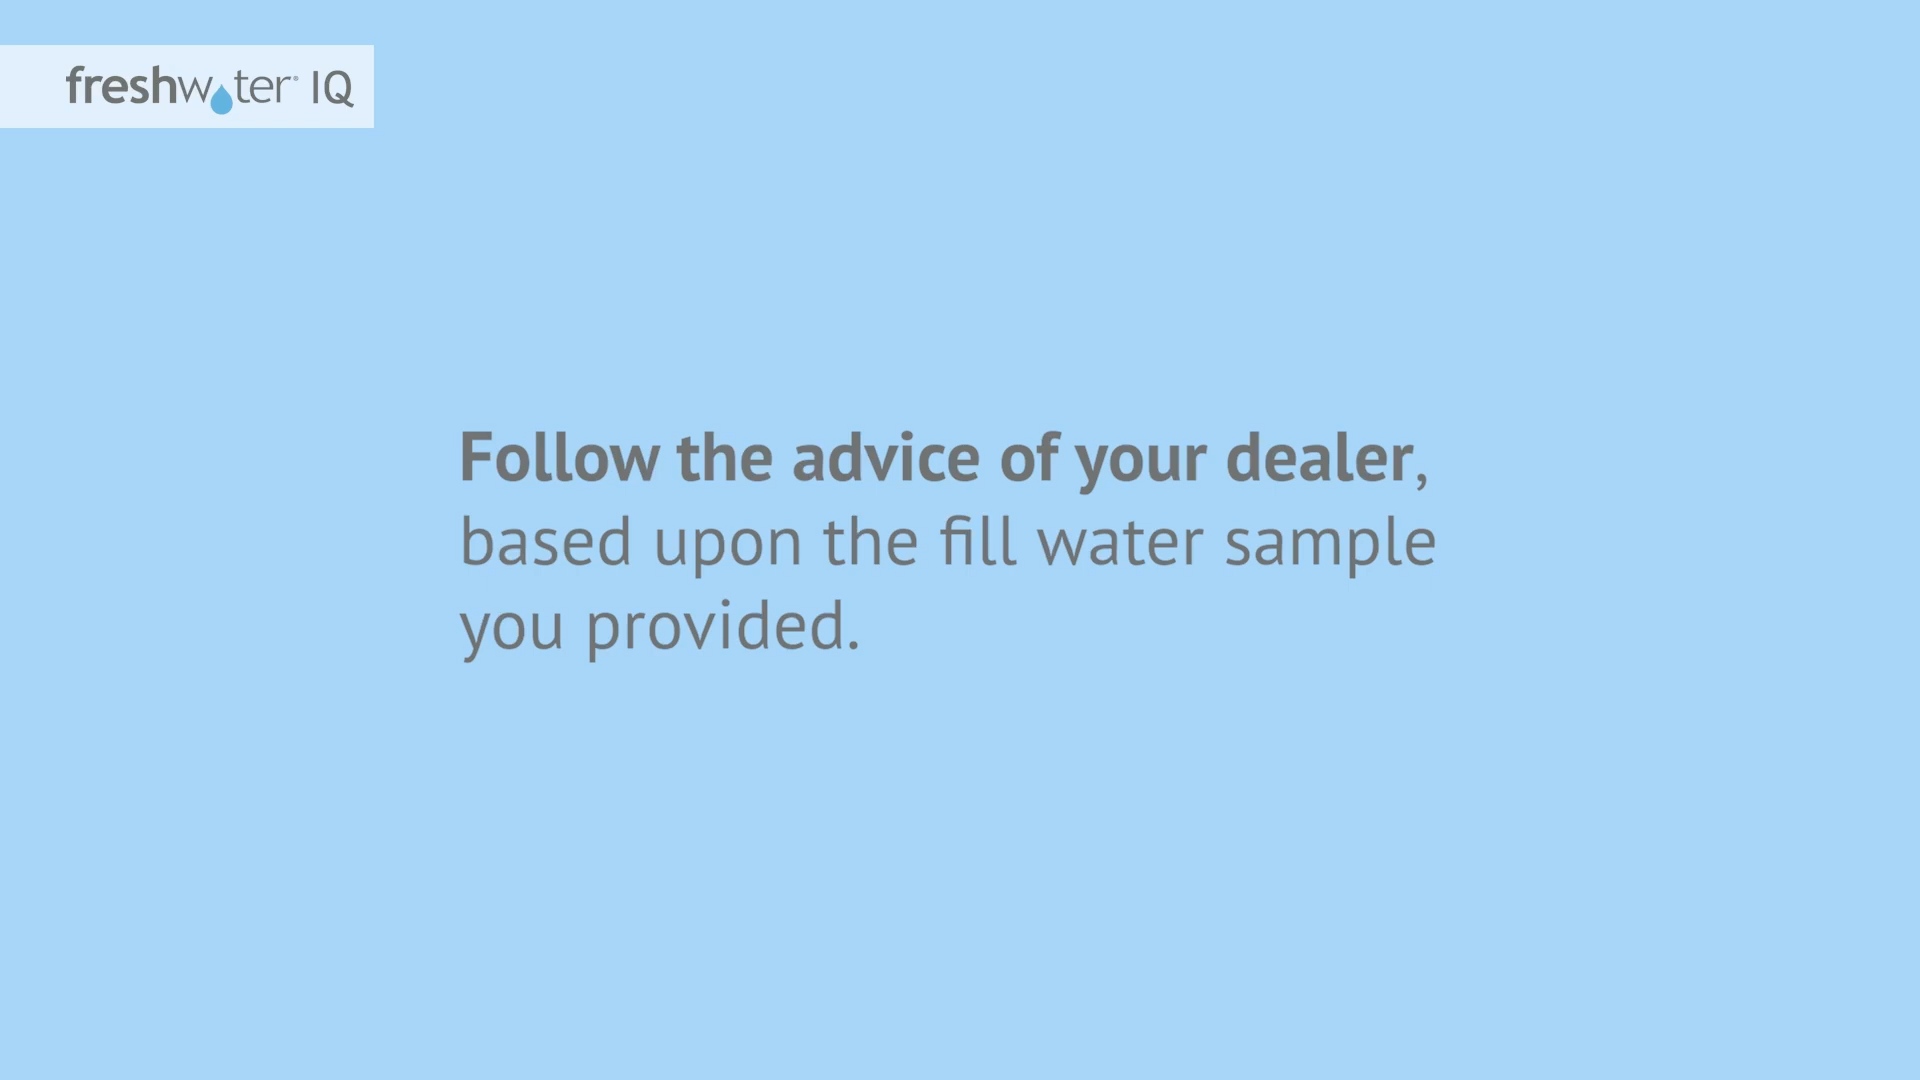 freshwater® IQ
Follow the advice of your dealer,
based upon the fill water sample
you provided.